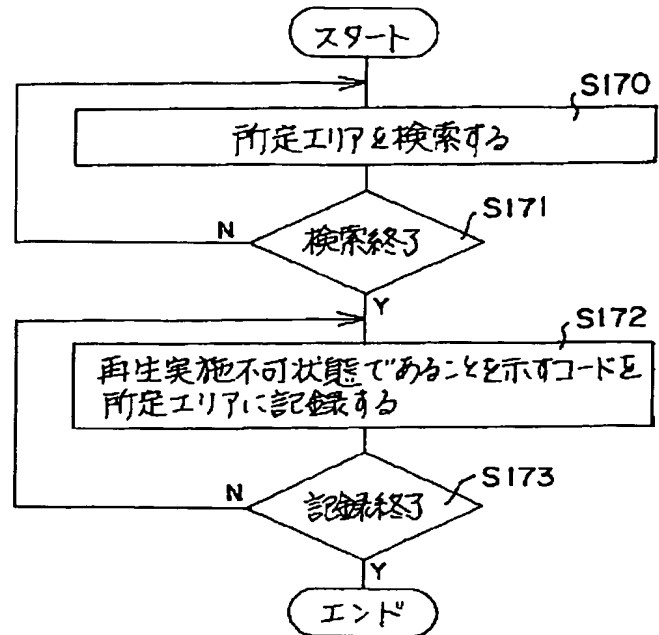 スタート
S170
所定エリアを検索する
S171
検索終了
N
Y
S172
再生実施不可状態であることを示すコードを
所定エリアに記録する
S173
記録終了
N
Y
エンド